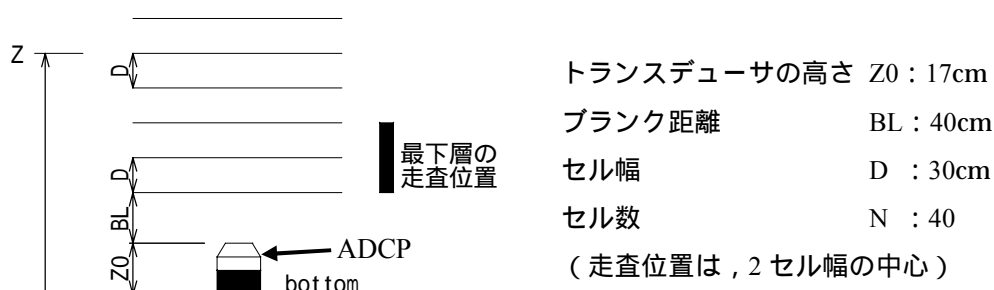 Z
D
D
BL
Z0
最下層の
走査位置
ADCP
bottom
トランスデューサの高さ Z0：17cm
ブランク距離 BL：40cm
セル幅 D ：30cm
セル数 N ：40
（走査位置は，2 セル幅の中心）